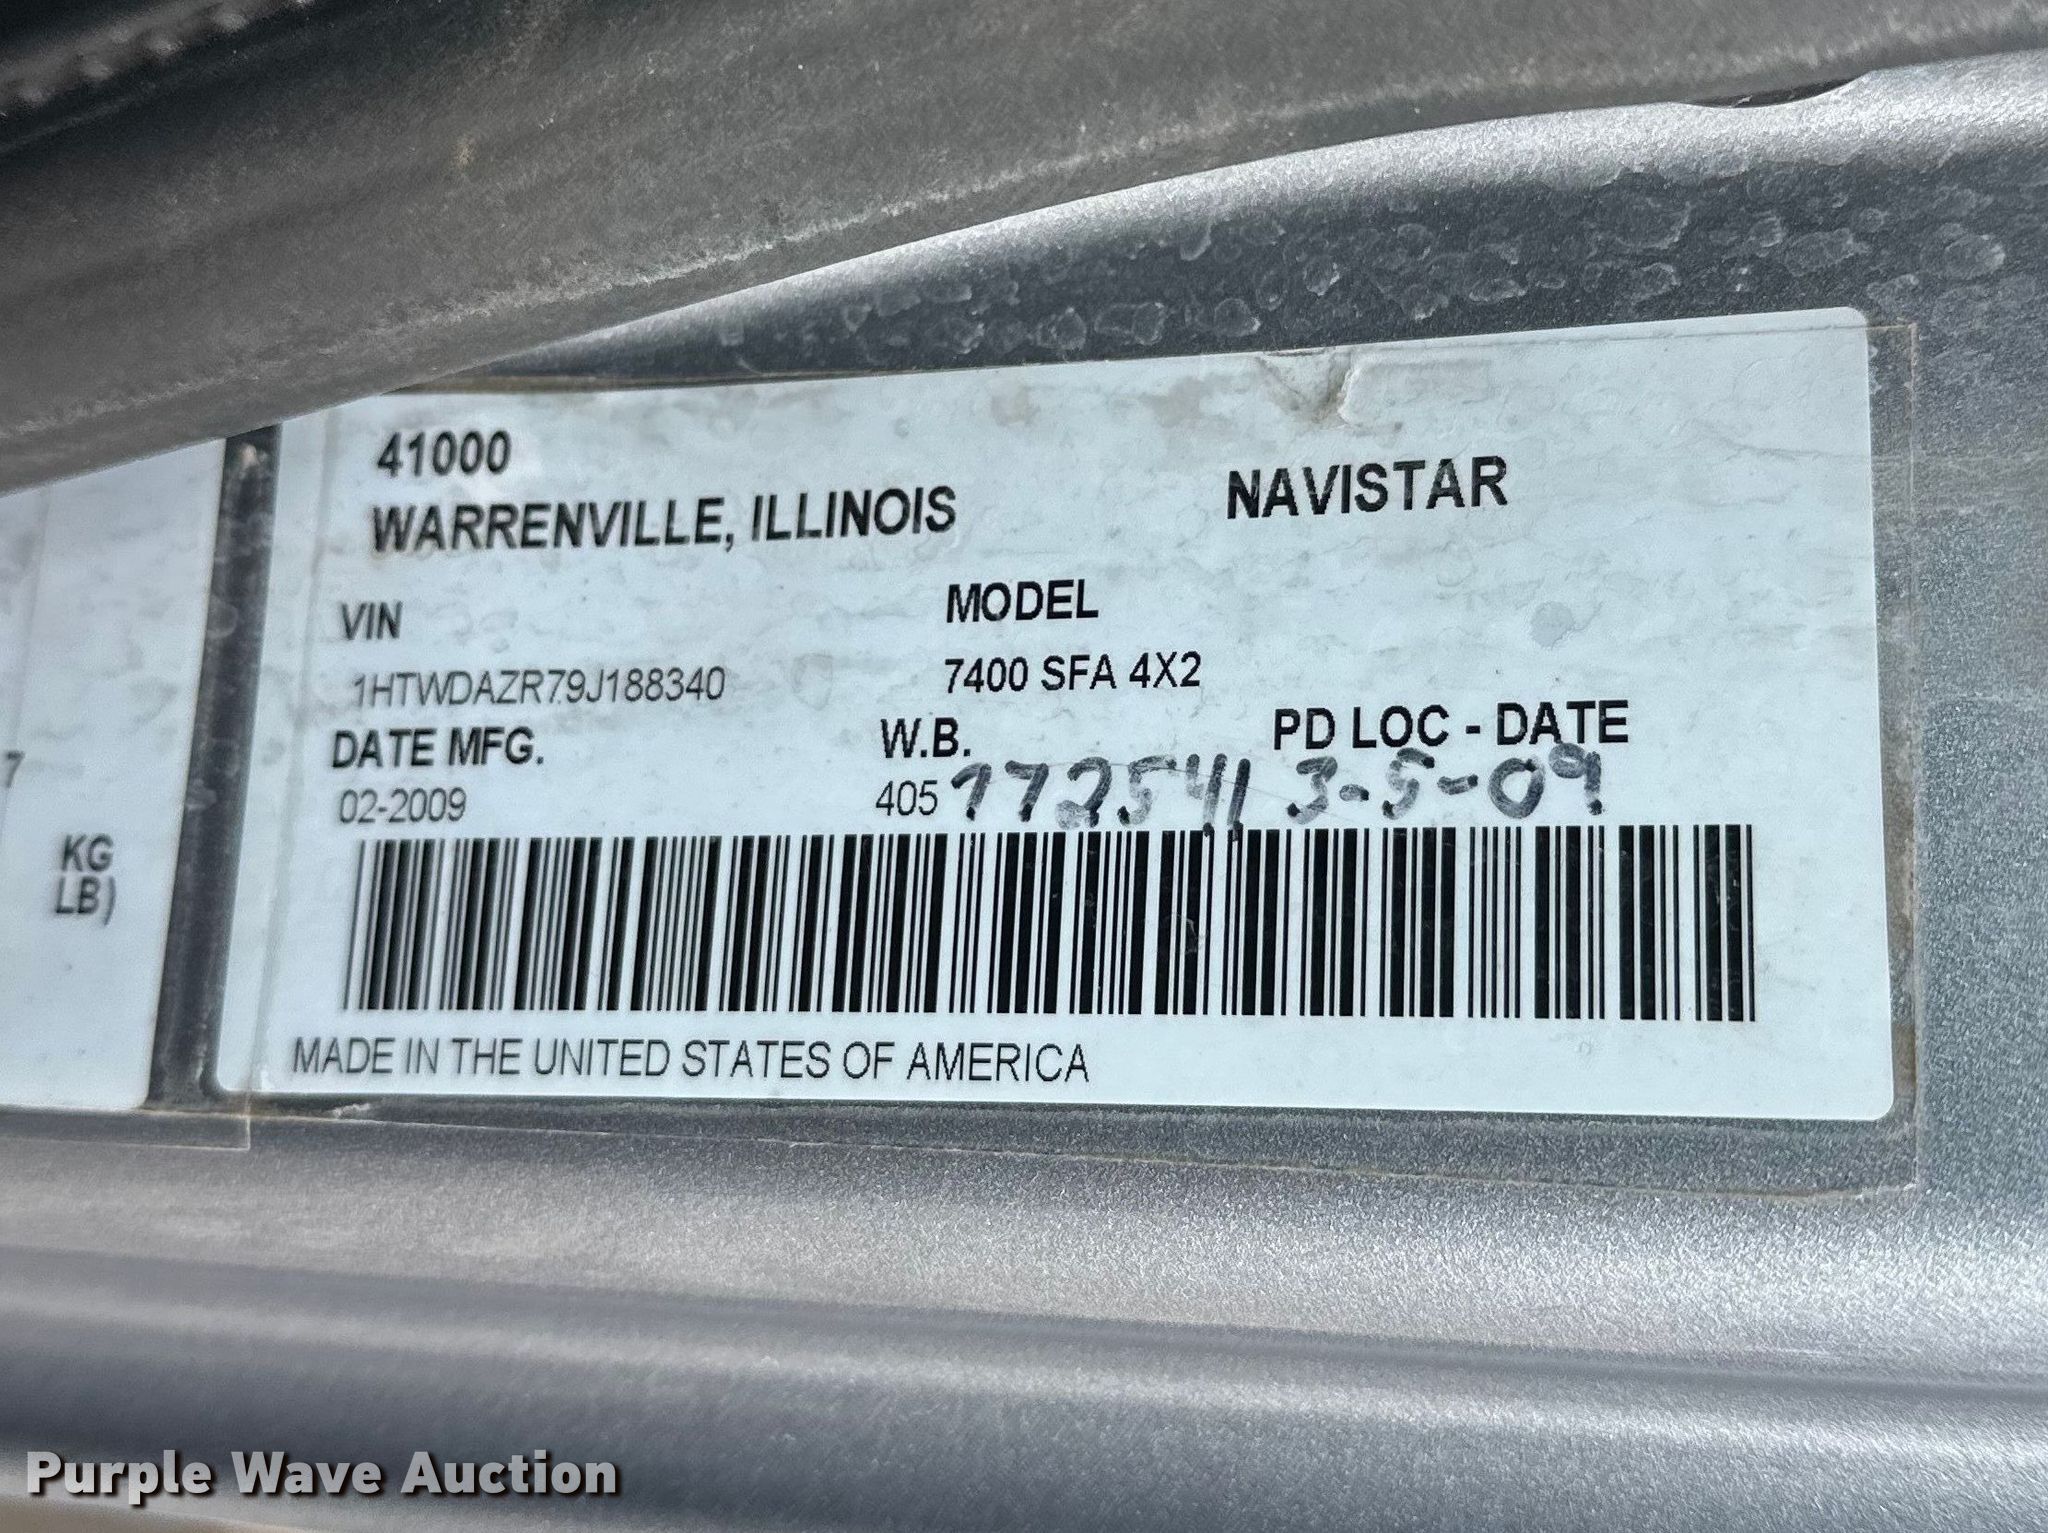 41000
WARRENVILLE, ILLINOIS
NAVISTAR
VIN
MODEL
1HTWDAZR79J188340
7400 SFA 4X2
DATE MFG.
W.B.
PD LOC - DATE
02-2009
405
772541 3-5-09
MADE IN THE UNITED STATES OF AMERICA
7
KG
LB)
Purple Wave Auction